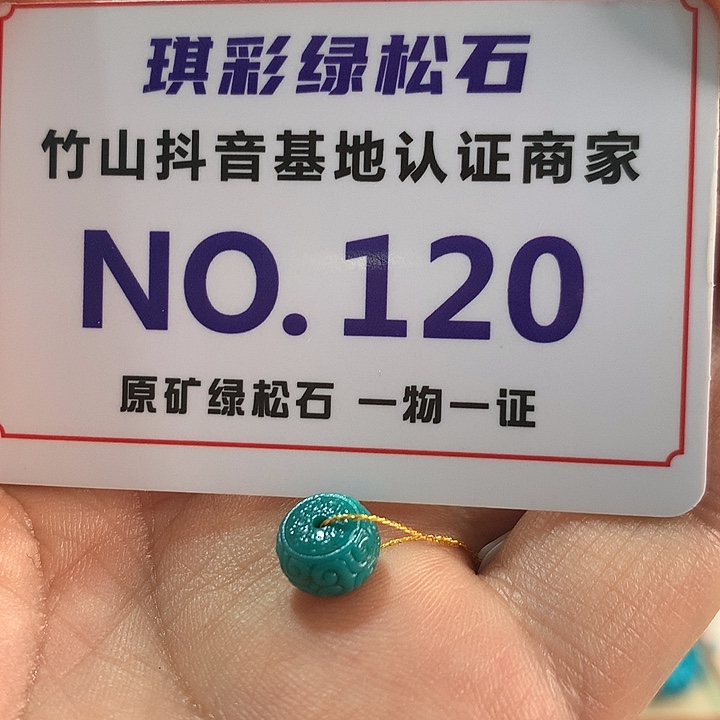 琪彩绿松石
竹山抖音基地认证商家
NO.120
原矿绿松石 一物一证